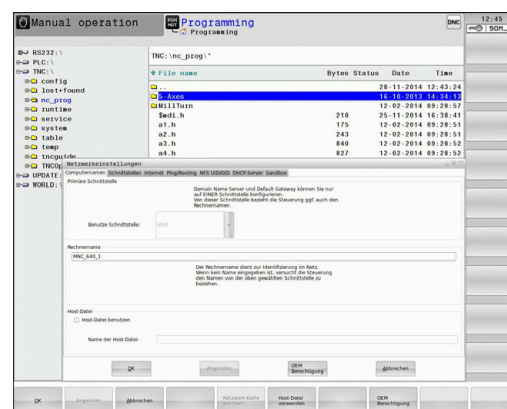 Manual operation
Programming
Programming
DNC
12:45
SOM_
RS232:\
PLC:\
TNC:\
config
lost+found
nc_prog
runtime
service
system
table
temp
tncguide
UPDATE:
WORLD:\
TNC:\nc_prog\*
File name Bytes Status Date Time
.. 28-11-2014 12:43:24
5-Axes 16-10-2013 14:34:13
MillTurn 12-02-2014 09:28:57
$mdi.h 210 25-11-2014 16:38:41
a1.h 175 12-02-2014 09:28:51
a2.h 243 12-02-2014 09:28:51
a3.h 840 12-02-2014 09:28:52
a4.h 827 12-02-2014 09:28:52
Netzwerkeinstellungen
Computernamen Schnittstellen Internet Ping/Routing NFS UID/GID DHCP-Server Sandbox
Primäre Schnittstelle
Domain Name Server und Default Gateway können Sie nur
auf EINER Schnittstelle konfigurieren.
Von dieser Schnittstelle bezieht die Steuerung ggf. auch den
Rechnernamen.
Benutze Schnittstelle: eth0
Rechnername
MNC_640_1
Der Rechnername dient zur Identifizierung im Netz.
Wenn kein Name eingegeben ist, versucht die Steuerung
den Namen von der oben gewählten Schnittstelle zu
beziehen.
Host-Datei
Host-Datei benutzen
Name der Host-Datei:
OK Anwenden OEM Berechtigung Abbrechen
OK Anwenden Abbrechen Netzwerk-Karte Host-Datei verwenden OEM Berechtigung